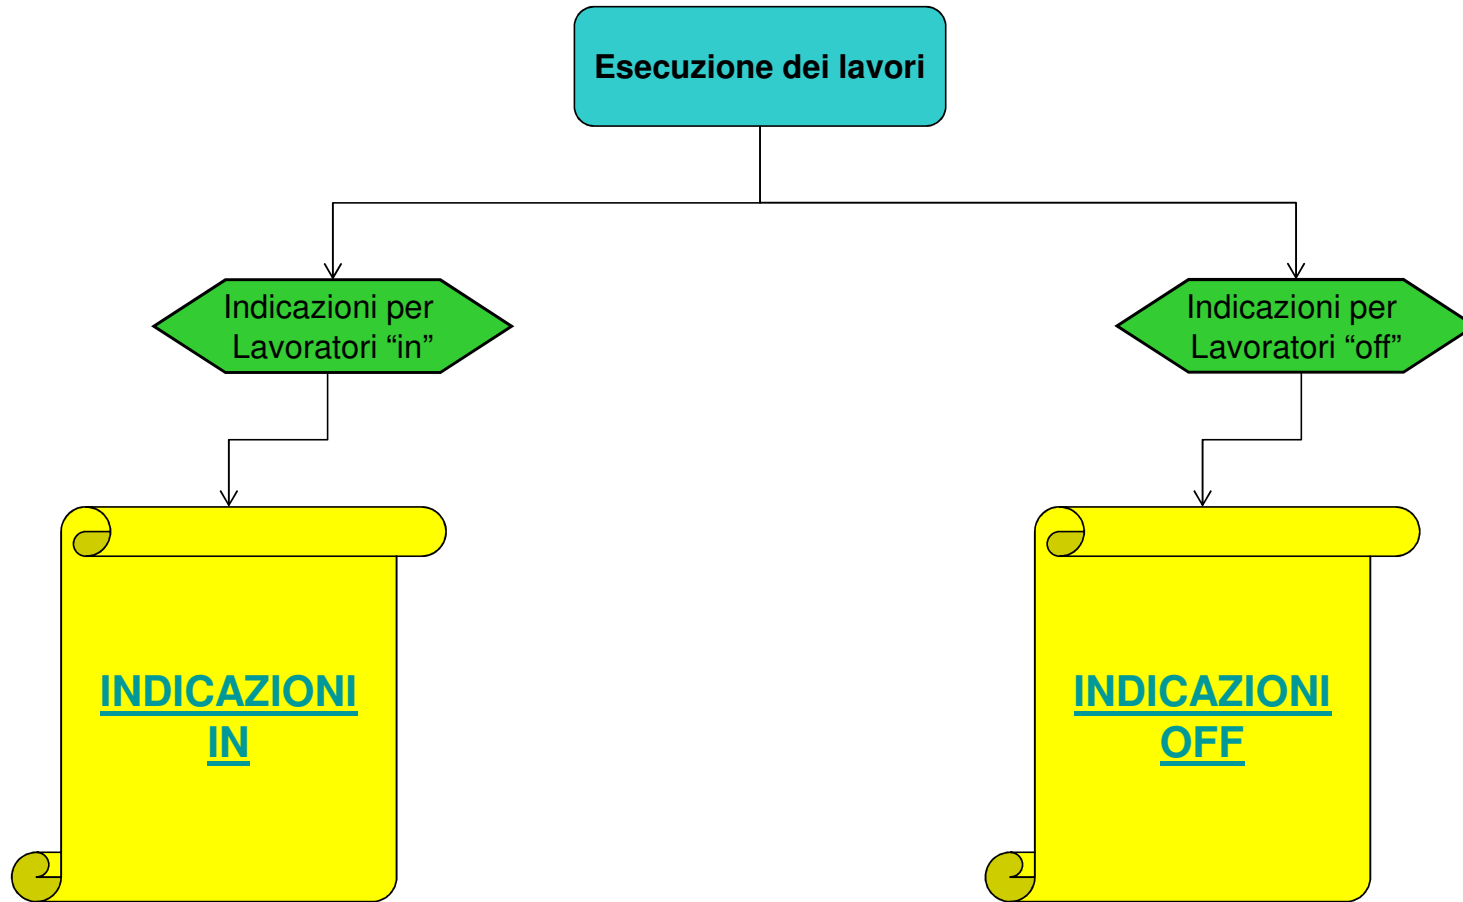 Esecuzione dei lavori
Indicazioni per
Lavoratori “in”
Indicazioni per
Lavoratori “off”
INDICAZIONI
IN
INDICAZIONI
OFF